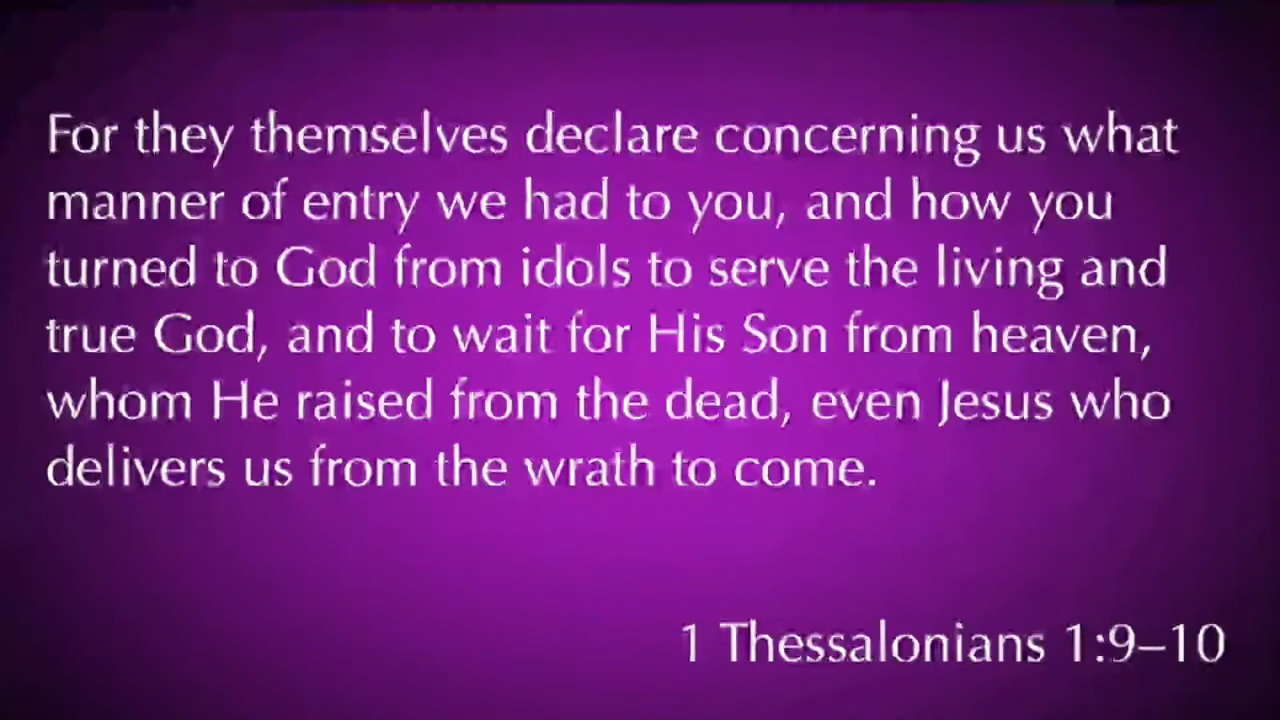 For they themselves declare concerning us what
manner of entry we had to you, and how you
turned to God from idols to serve the living and
true God, and to wait for His Son from heaven,
whom He raised from the dead, even Jesus who
delivers us from the wrath to come.
1 Thessalonians 1:9–10